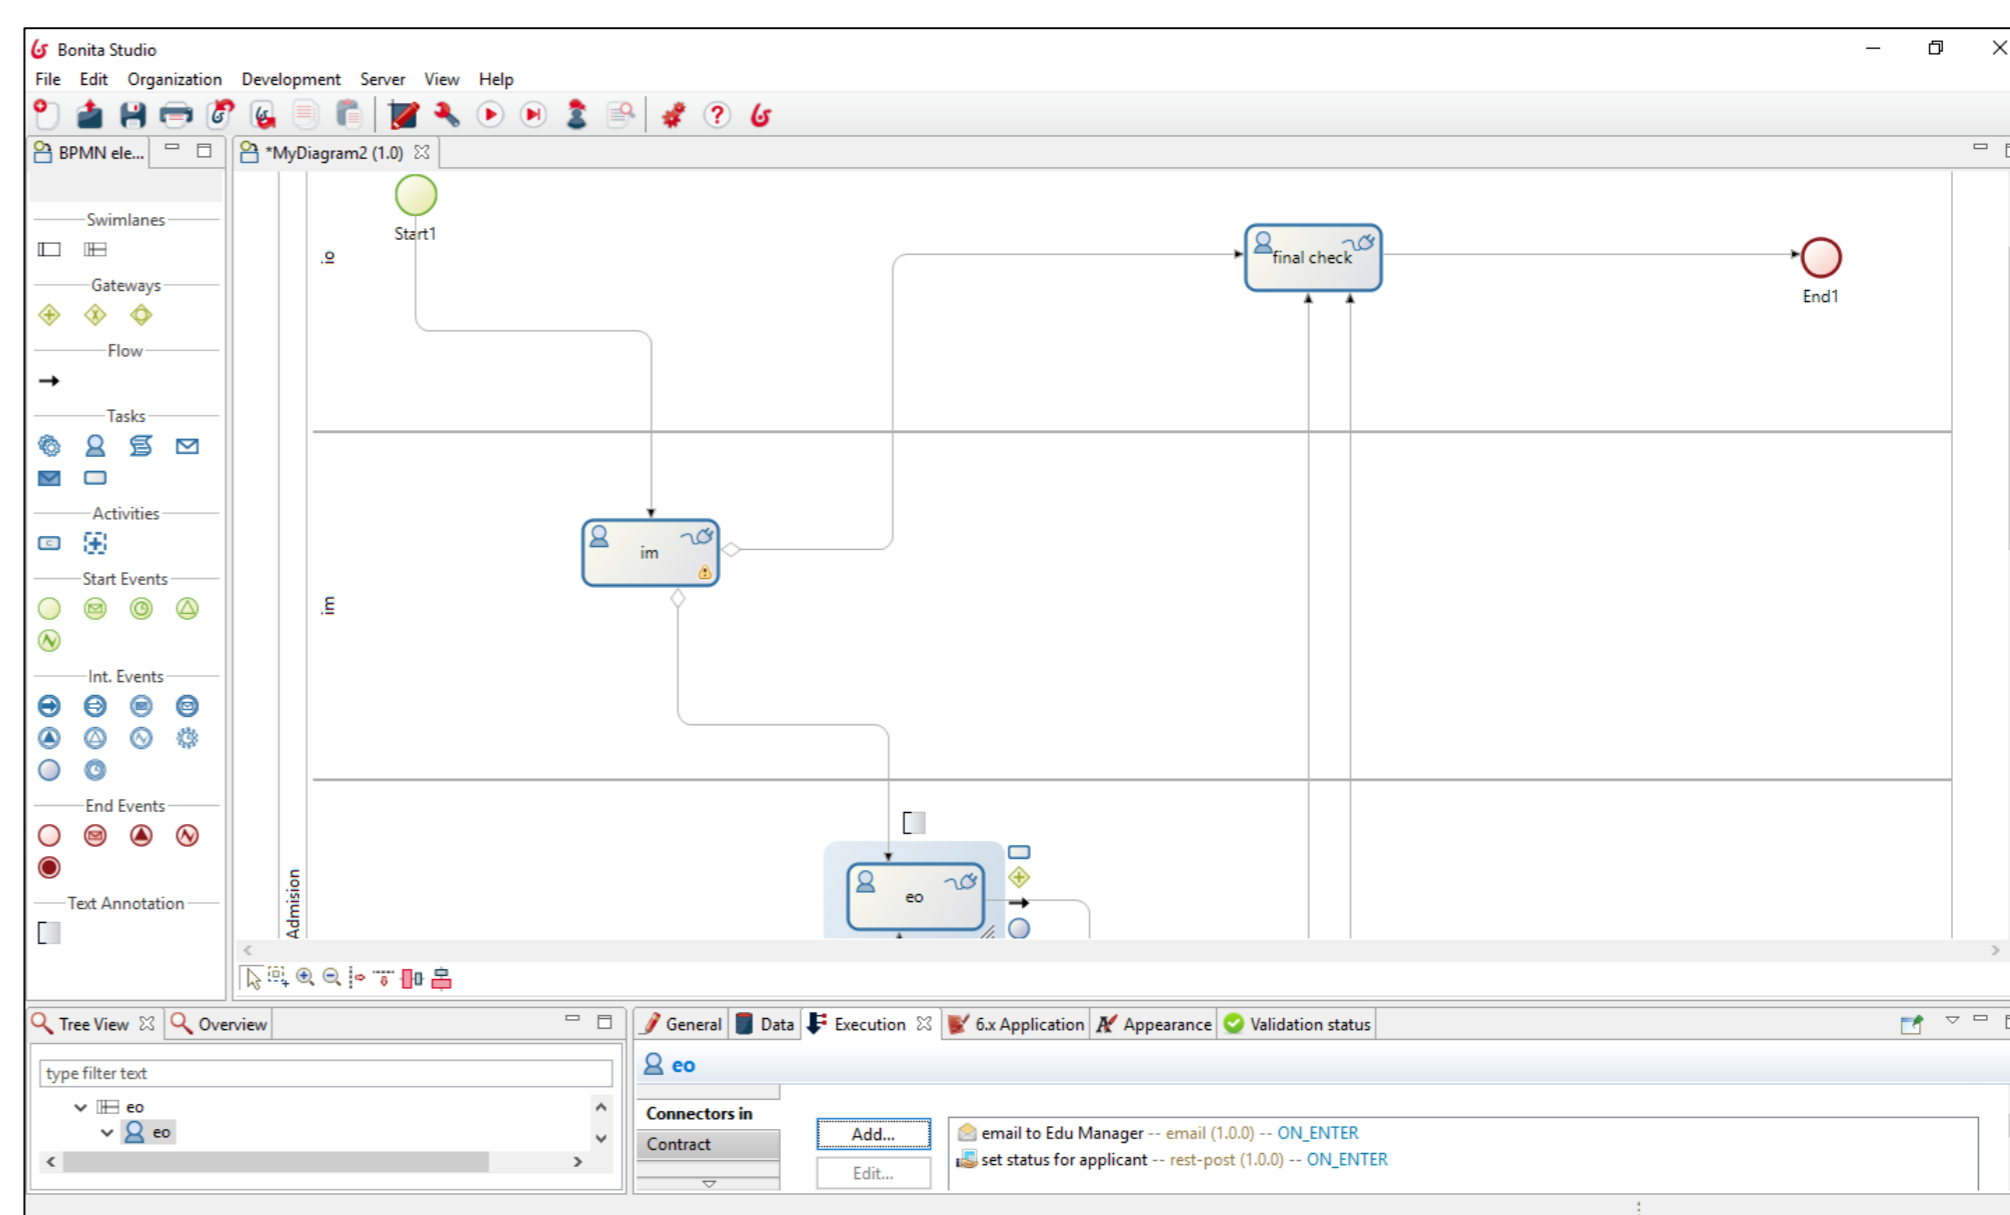 Bonita Studio
File Edit Organization Development Server View Help
BPMN ele...
*MyDiagram2 (1.0)
Swimlanes
Gateways
Flow
Tasks
Activities
Start Events
Int. Events
End Events
Text Annotation
Admision
io
Start1
final check
End1
im
im
eo
Tree View Overview
type filter text
eo
eo
General Data Execution 6.x Application Appearance Validation status
eo
Connectors in
Contract
Add...
Edit...
email to Edu Manager -- email (1.0.0) -- ON_ENTER
set status for applicant -- rest-post (1.0.0) -- ON_ENTER